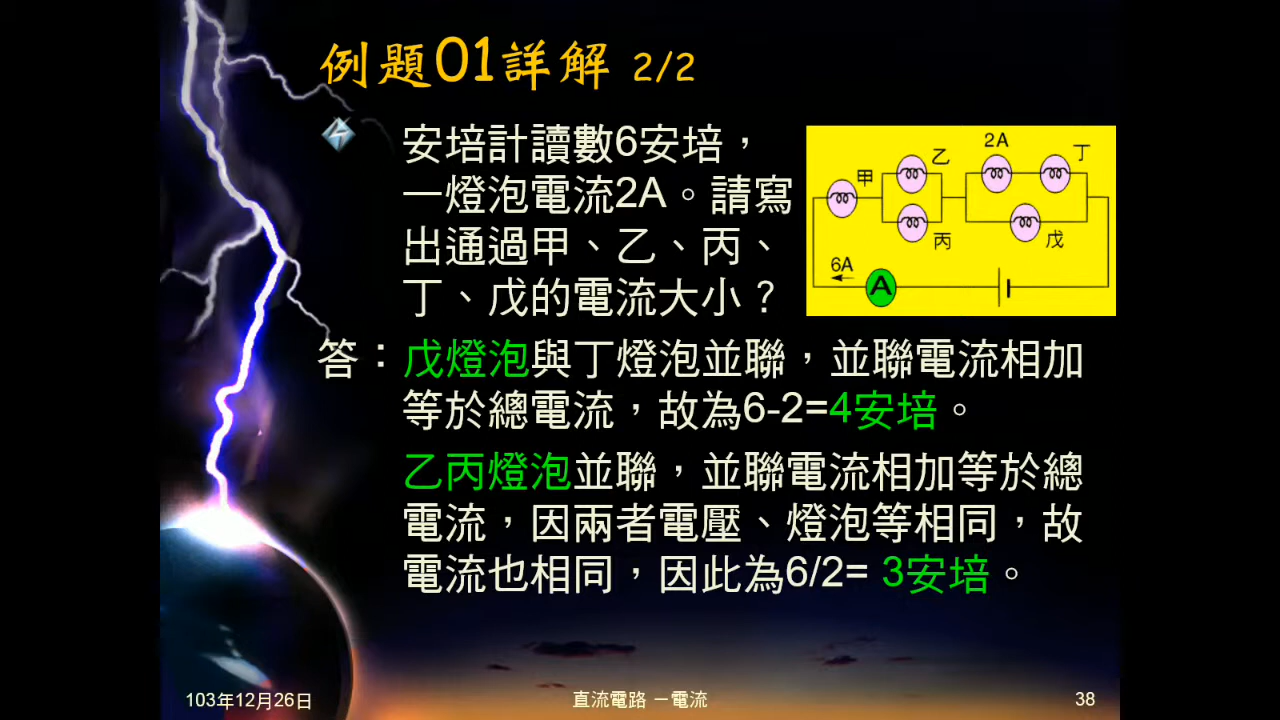 例題01詳解 2/2
安培計讀數6安培，
一燈泡電流2A。請寫
出通過甲、乙、丙、
丁、戊的電流大小？
2A
丁
乙
甲
丙
戊
6A
A
答：戊燈泡與丁燈泡並聯，並聯電流相加
等於總電流，故為6-2=4安培。
乙丙燈泡並聯，並聯電流相加等於總
電流，因兩者電壓、燈泡等相同，故
電流也相同，因此為6/2= 3安培。
103年12月26日
直流電路 －電流
38